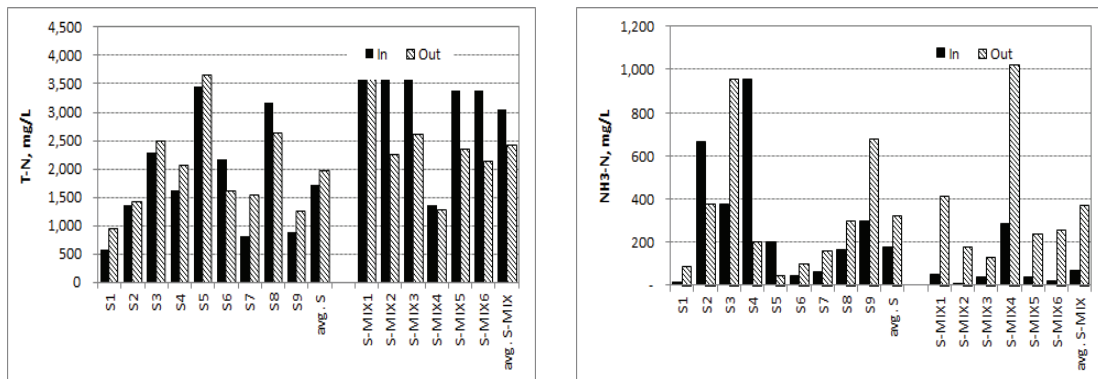 T-N, mg/L
4,500
4,000
3,500
3,000
2,500
2,000
1,500
1,000
500
0
In Out
S1 S2 S3 S4 S5 S6 S7 S8 S9 avg. S S-MIX1 S-MIX2 S-MIX3 S-MIX4 S-MIX5 S-MIX6 avg. S-MIX
NH3-N, mg/L
1,200
1,000
800
600
400
200
-
In Out
S1 S2 S3 S4 S5 S6 S7 S8 S9 avg. S S-MIX1 S-MIX2 S-MIX3 S-MIX4 S-MIX5 S-MIX6 avg. S-MIX